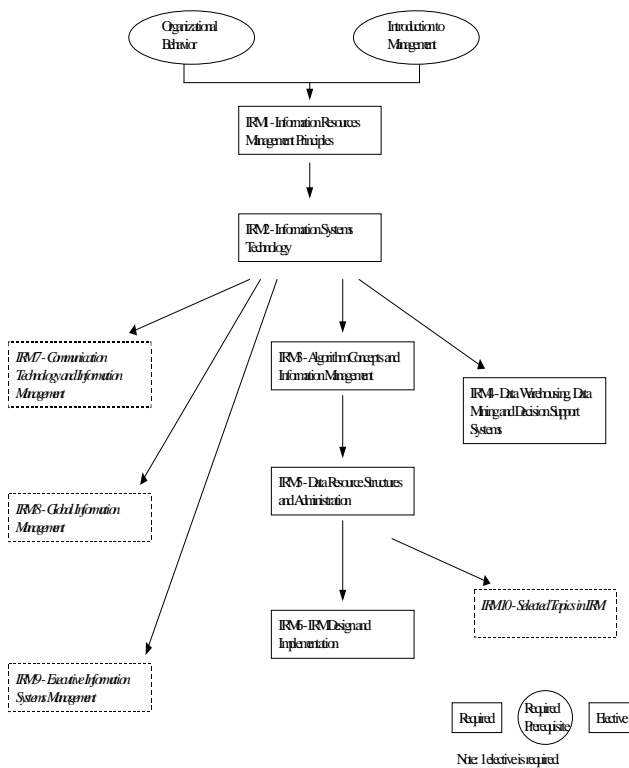 Organizational
Behavior
Introduction to
Management
IRM1 - Information Resources
Management Principles
IRM2 - Information Systems
Technology
IRM7 - Communication
Technology and Information
Management
IRM3 - Algorithm Concepts and
Information Management
IRM4 - Data Warehousing, Data
Mining and Decision Support
Systems
IRM8 - Global Information
Management
IRM5 - Data Resource Structures
and Administration
IRM10 - Selected Topics in IRM
IRM6 - IRM Design and
Implementation
IRM9 - Executive Information
Systems Management
Required
Required
Prerequisite
Elective
Note: 1 elective is required.